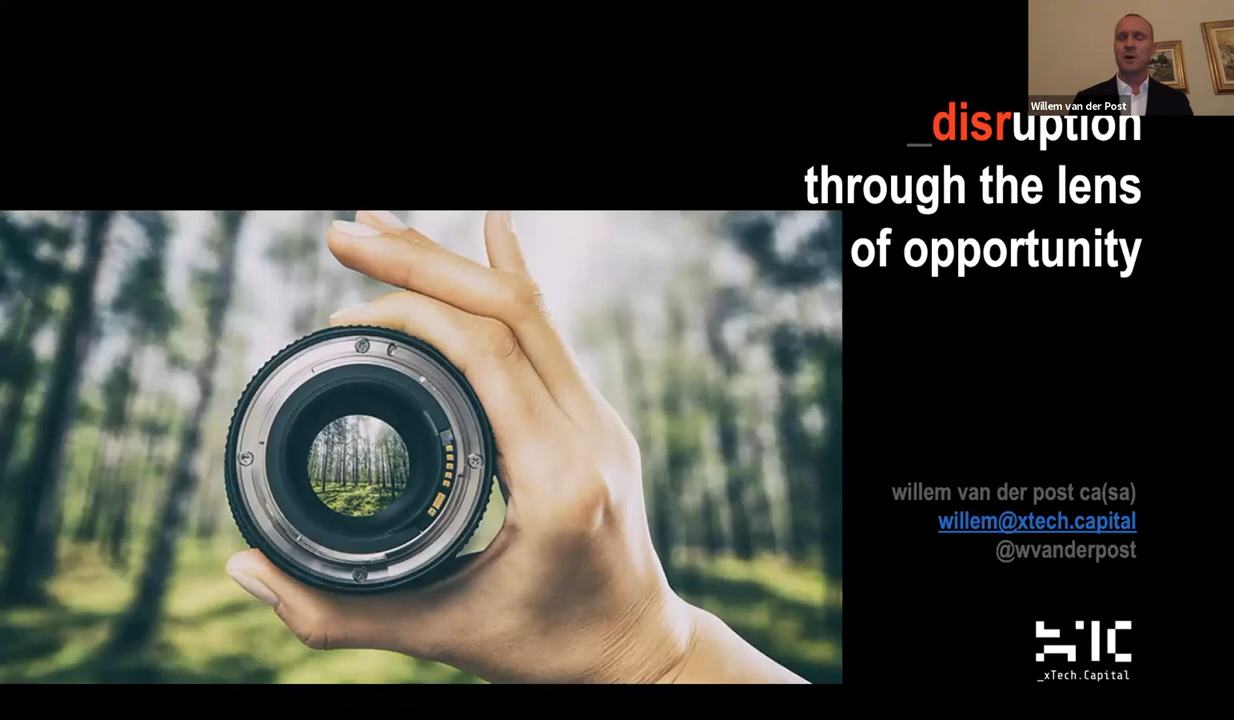 Willem van der Post
_disruption
through the lens
of opportunity
willem van der post ca(sa)
willem@xtech.capital
@wvanderpost
_xTech.Capital